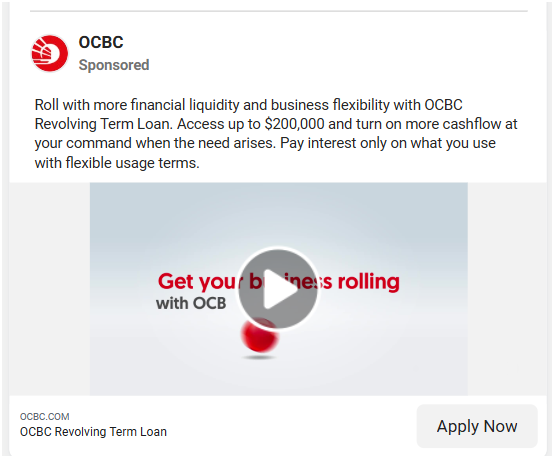 OCBC
Sponsored
Roll with more financial liquidity and business flexibility with OCBC
Revolving Term Loan. Access up to $200,000 and turn on more cashflow at
your command when the need arises. Pay interest only on what you use
with flexible usage terms.
Get your business rolling
with OCB
OCBC.COM
OCBC Revolving Term Loan
Apply Now